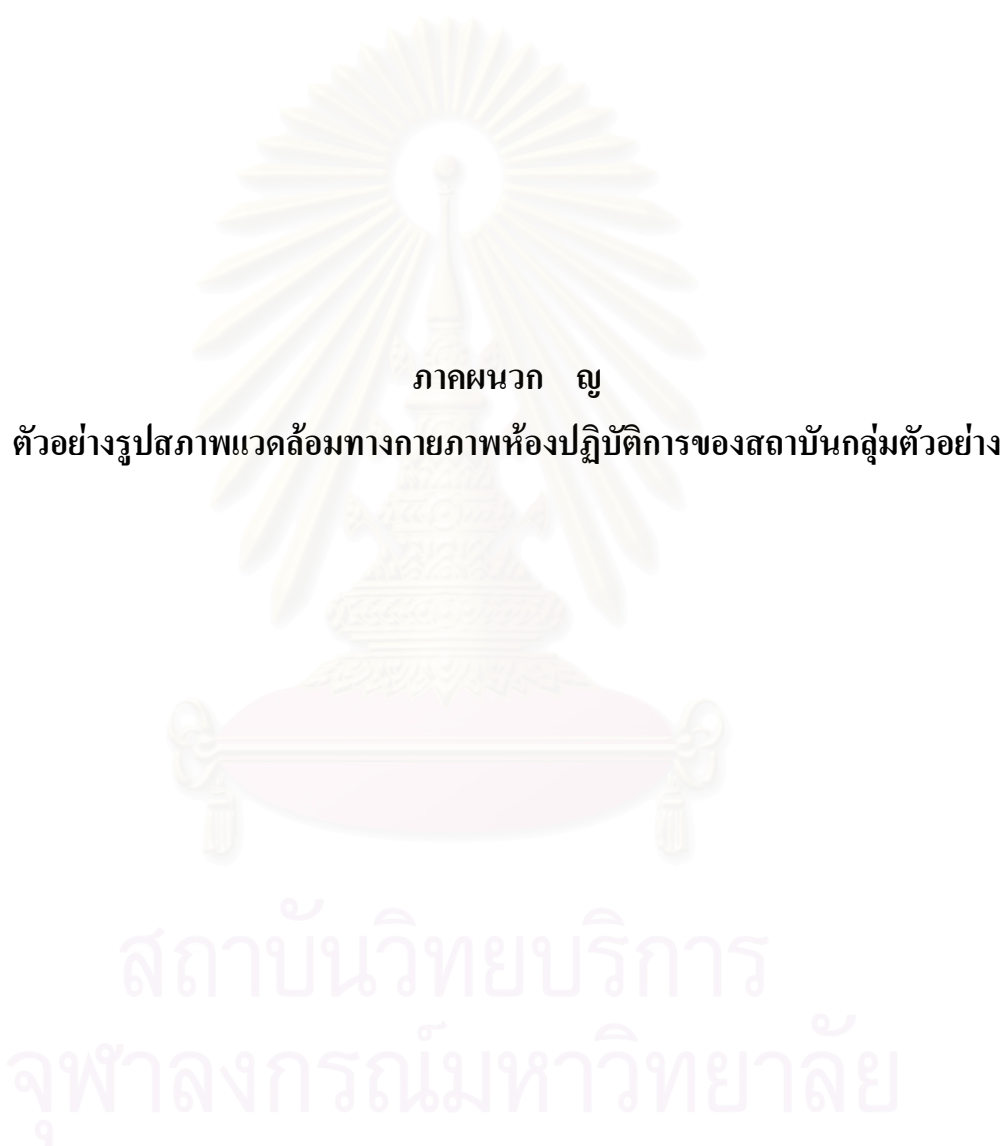 ภาคผนวก ญ
ตัวอย่างรูปสภาพแวดล้อมทางกายภาพห้องปฏิบัติการของสถาบันกลุ่มตัวอย่าง
สถาบันวิทยบริการ
จุฬาลงกรณ์มหาวิทยาลัย